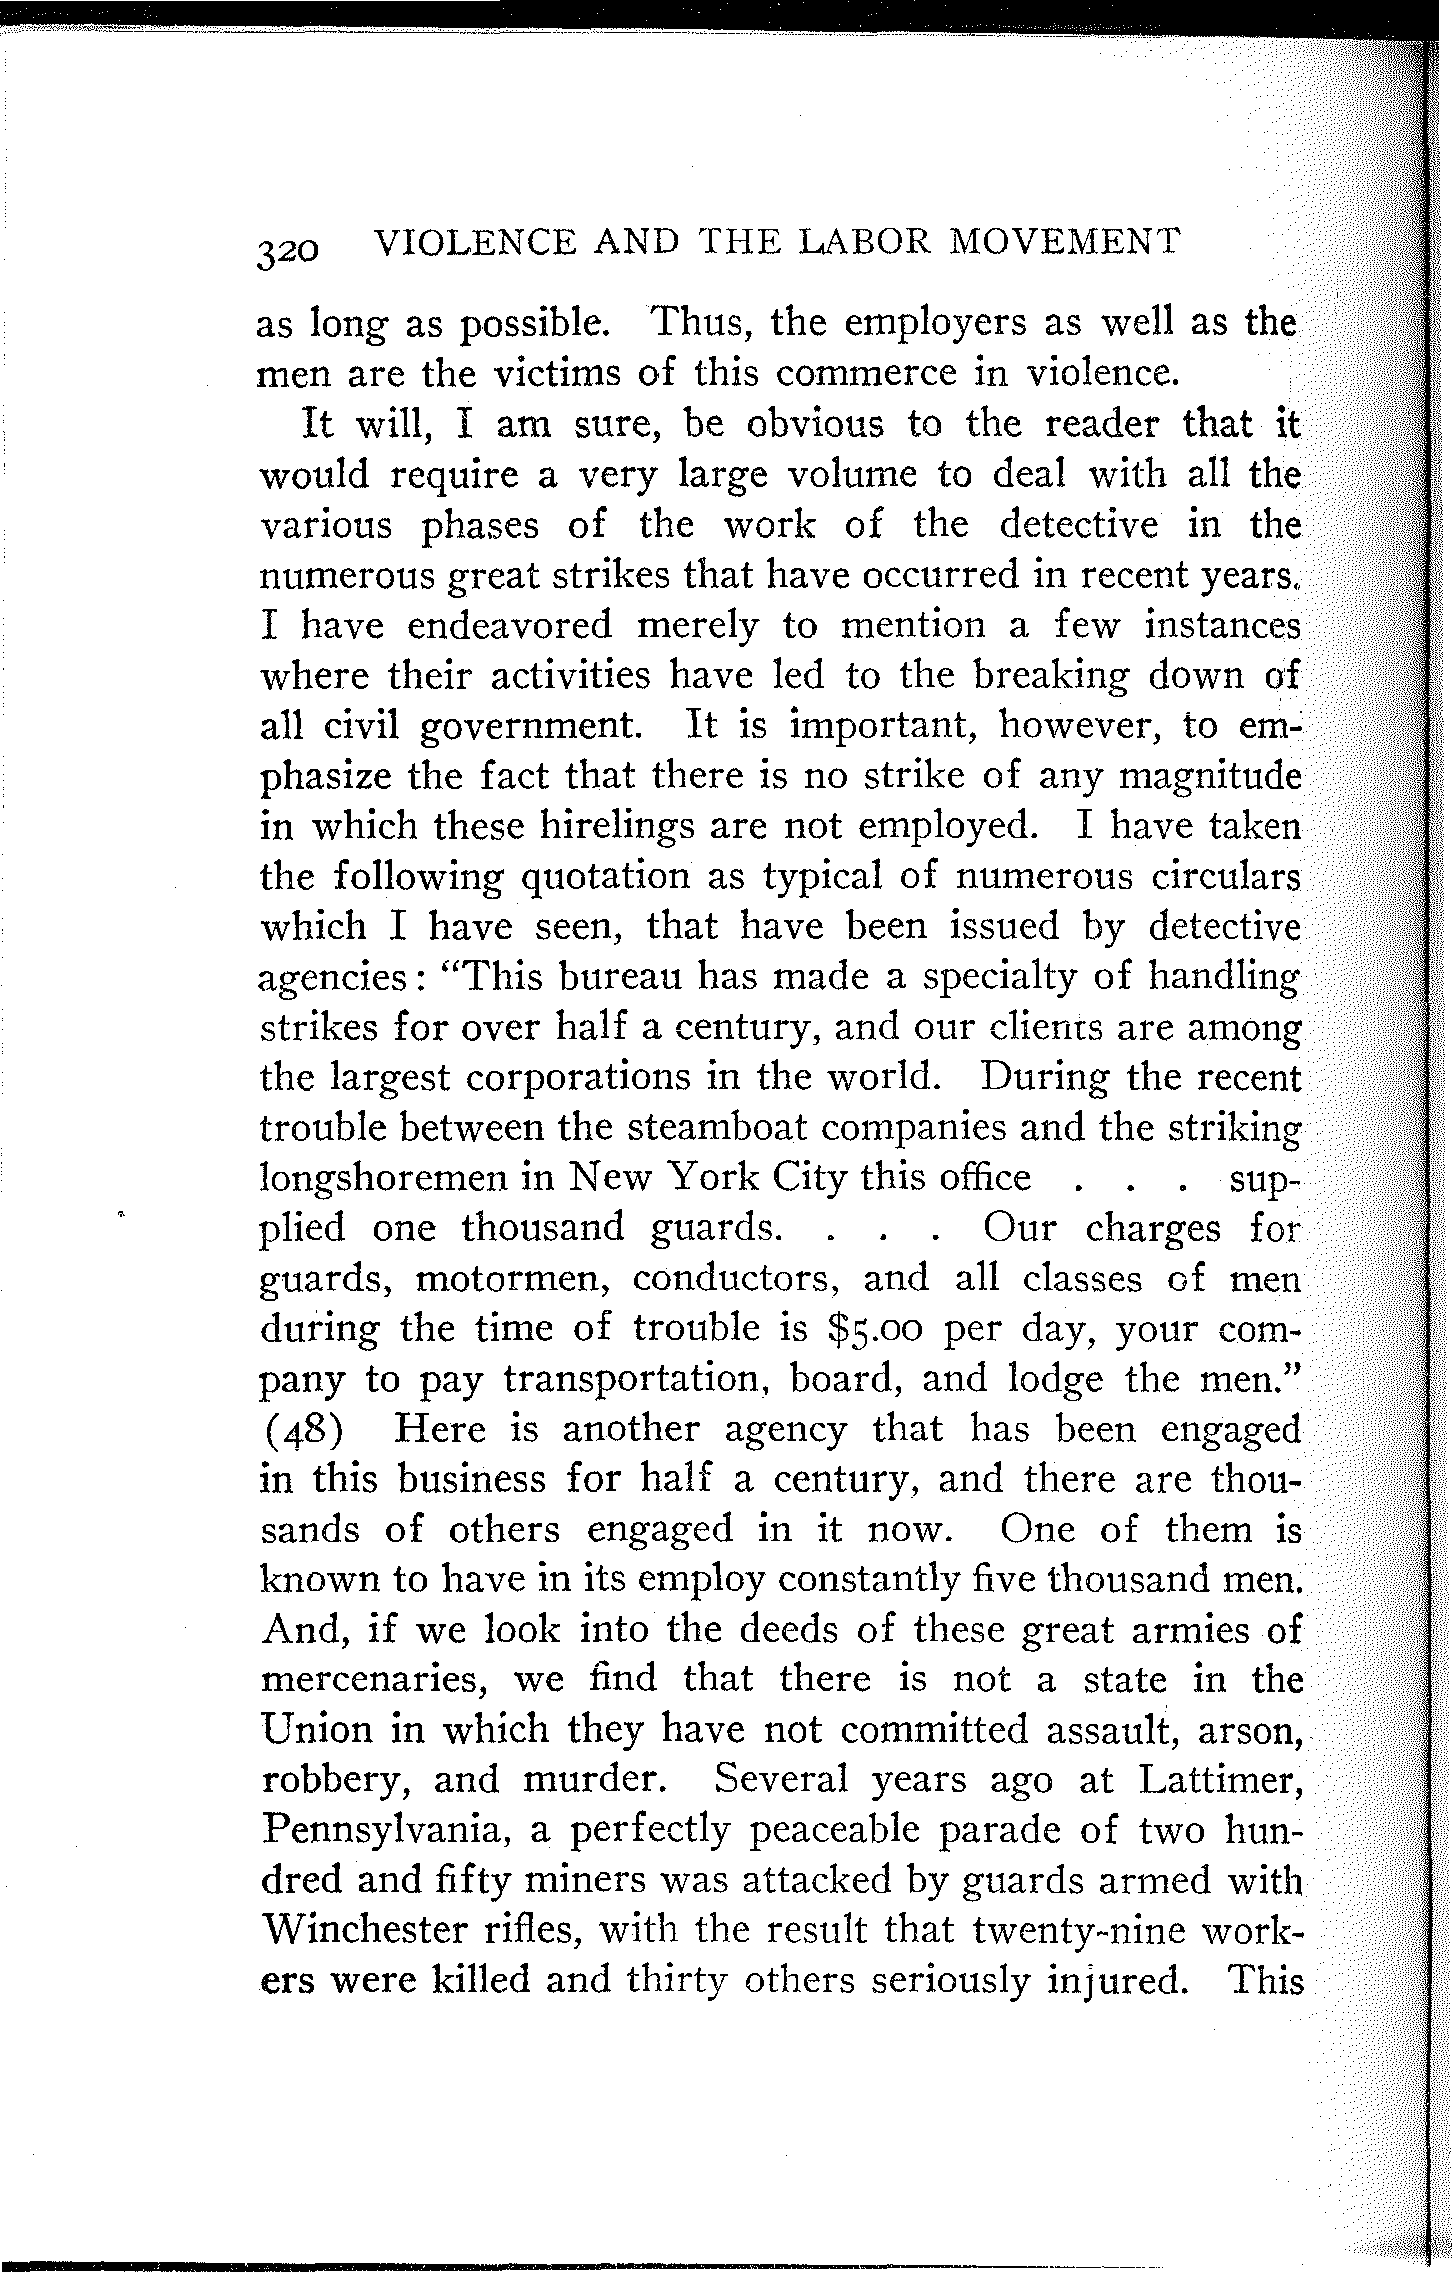 320 VIOLENCE AND THE LABOR MOVEMENT
as long as possible. Thus, the employers as well as the
men are the victims of this commerce in violence.
It will, I am sure, be obvious to the reader that it
would require a very large volume to deal with all the
various phases of the work of the detective in the
numerous great strikes that have occurred in recent years.
I have endeavored merely to mention a few instances
where their activities have led to the breaking down of
all civil government. It is important, however, to em-
phasize the fact that there is no strike of any magnitude
in which these hirelings are not employed. I have taken
the following quotation as typical of numerous circulars
which I have seen, that have been issued by detective
agencies: "This bureau has made a specialty of handling
strikes for over half a century, and our clients are among
the largest corporations in the world. During the recent
trouble between the steamboat companies and the striking
longshoremen in New York City this office . . . sup-
plied one thousand guards. . . . Our charges for
guards, motormen, conductors, and all classes of men
during the time of trouble is $5.00 per day, your com-
pany to pay transportation, board, and lodge the men."
(48) Here is another agency that has been engaged
in this business for half a century, and there are thou-
sands of others engaged in it now. One of them is
known to have in its employ constantly five thousand men.
And, if we look into the deeds of these great armies of
mercenaries, we find that there is not a state in the
Union in which they have not committed assault, arson,
robbery, and murder. Several years ago at Lattimer,
Pennsylvania, a perfectly peaceable parade of two hun-
dred and fifty miners was attacked by guards armed with
Winchester rifles, with the result that twenty-nine work-
ers were killed and thirty others seriously injured. This